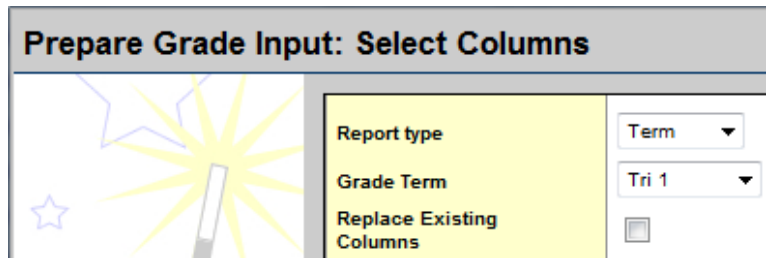 Prepare Grade Input: Select Columns
Report type Term
Grade Term Tri 1
Replace Existing
Columns